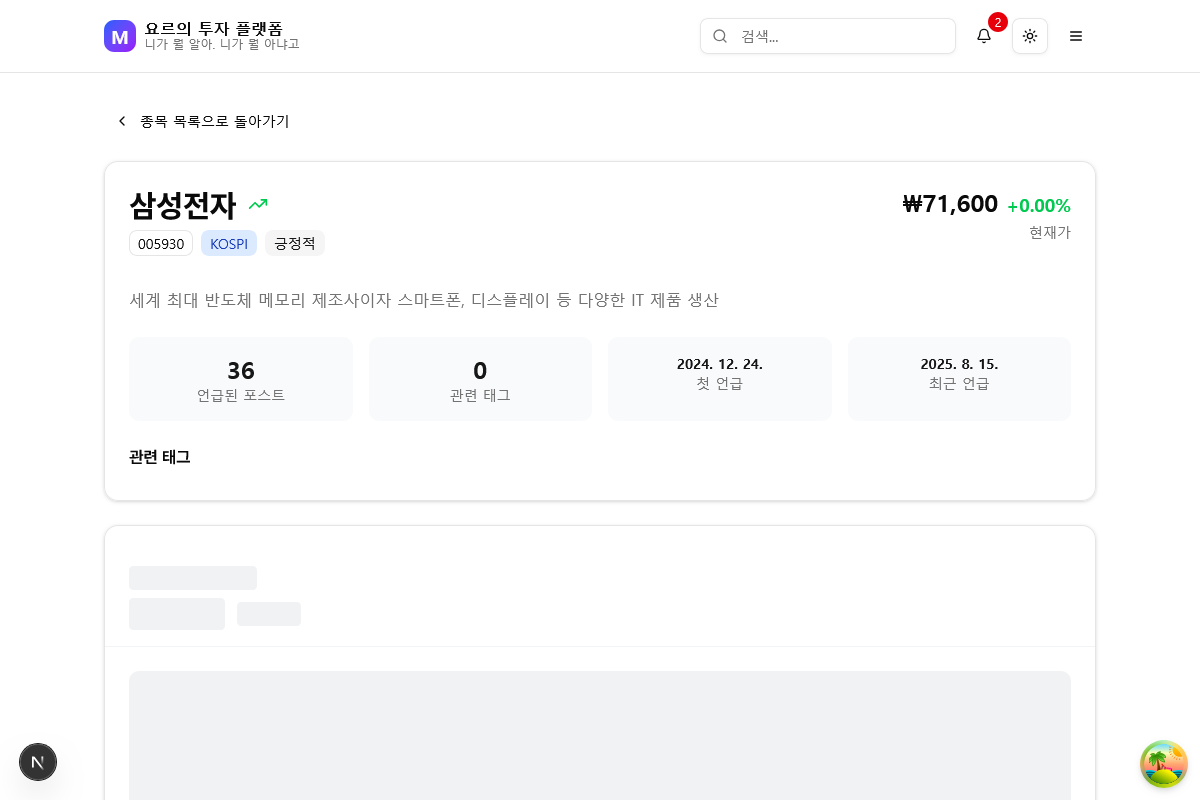 M
요르의 투자 플랫폼
니가 뭘 알아. 니가 뭘 아냐고
검색...
2
종목 목록으로 돌아가기
삼성전자
₩71,600 +0.00%
현재가
005930 KOSPI 긍정적
세계 최대 반도체 메모리 제조사이자 스마트폰, 디스플레이 등 다양한 IT 제품 생산
36
언급된 포스트
0
관련 태그
2024. 12. 24.
첫 언급
2025. 8. 15.
최근 언급
관련 태그
N